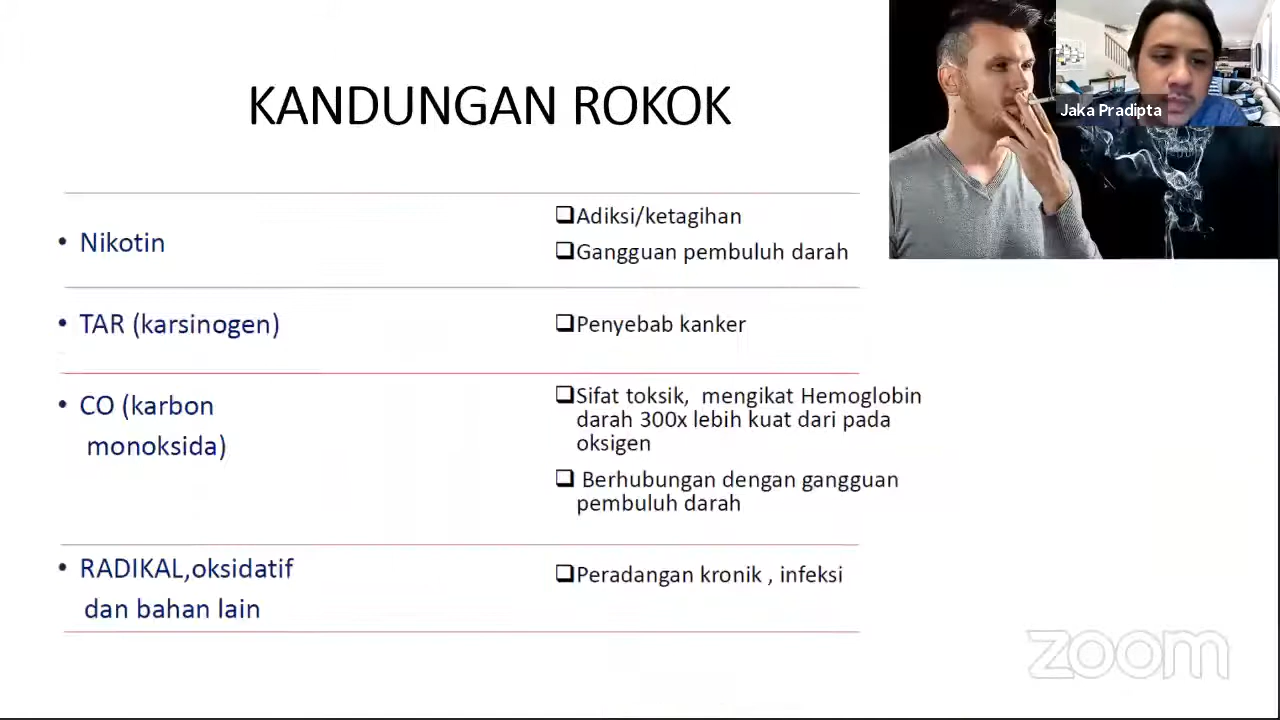 KANDUNGAN ROKOK
Jaka Pradipta
• Nikotin
❑Adiksi/ketagihan
❑Gangguan pembuluh darah
• TAR (karsinogen)
❑Penyebab kanker
• CO (karbon
monoksida)
❑Sifat toksik, mengikat Hemoglobin
darah 300x lebih kuat dari pada
oksigen
❑ Berhubungan dengan gangguan
pembuluh darah
• RADIKAL,oksidatif
dan bahan lain
❑Peradangan kronik , infeksi
zoom